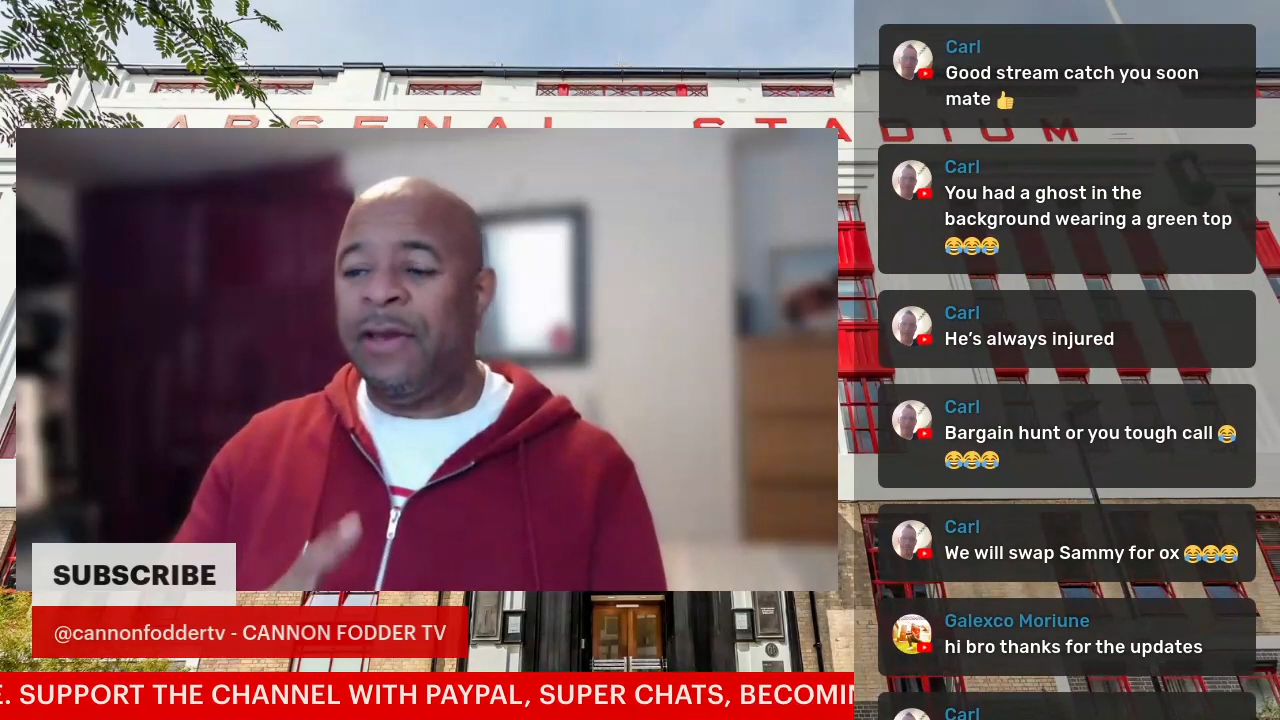 ARSENAL STADIUM
SUBSCRIBE
@cannonfoddertv - CANNON FODDER TV
E. SUPPORT THE CHANNEL WITH PAYPAL, SUPER CHATS, BECOMIN
Carl
Good stream catch you soon
mate 👍
Carl
You had a ghost in the
background wearing a green top
😂😂😂
Carl
He’s always injured
Carl
Bargain hunt or you tough call 😂
😂😂😂
Carl
We will swap Sammy for ox 😂😂😂
Galexco Moriune
hi bro thanks for the updates
Carl